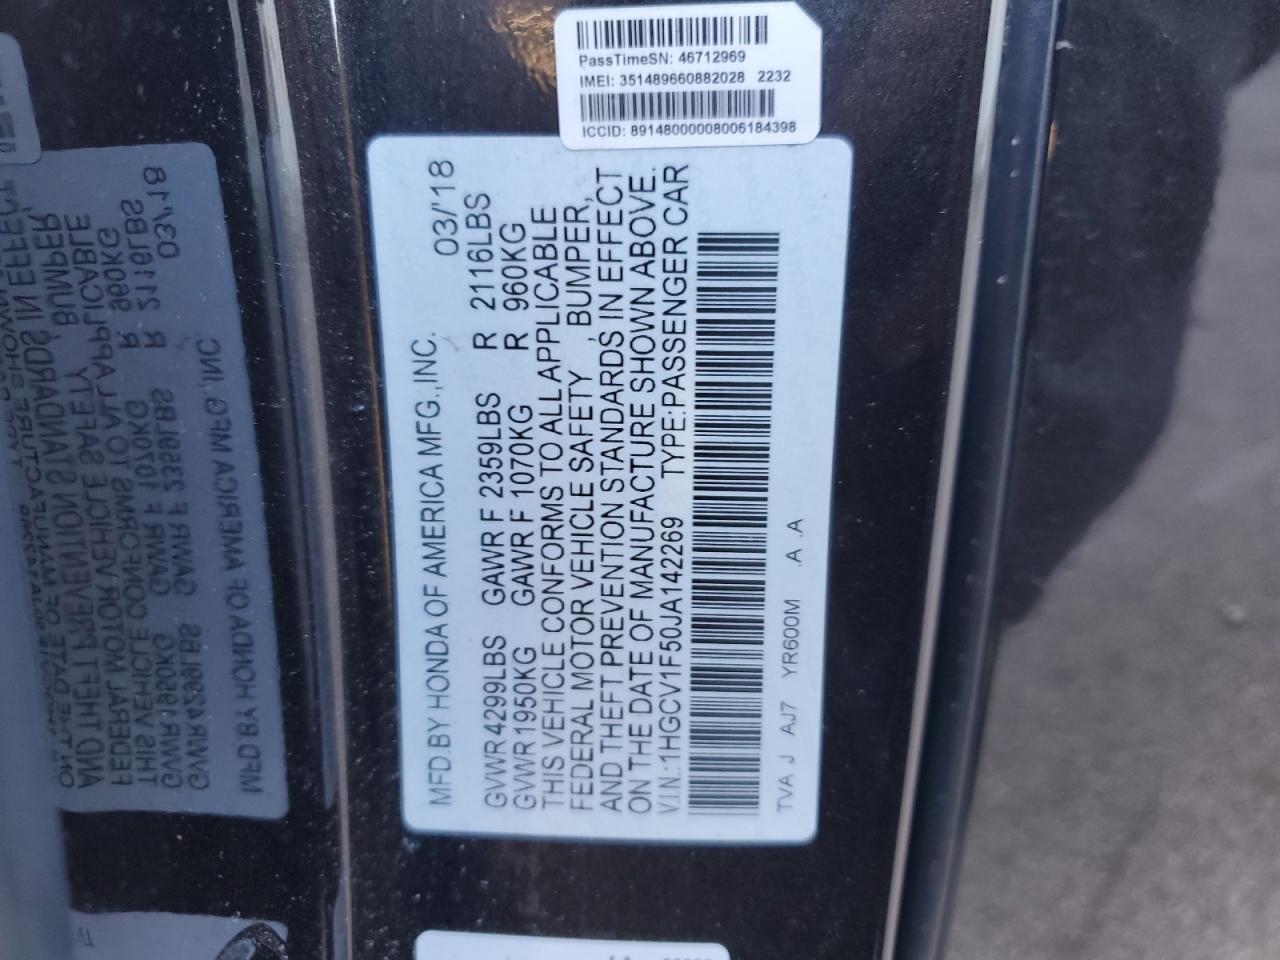 PassTimeSN: 46712969
IMEI: 351489660882028 2232
ICCID: 89148000008006184398
MFD.BY HONDA OF AMERICA MFG.,INC. 03/'18
GVWR 4299LBS GAWR F 2359LBS R 2116LBS
GVWR 1950KG GAWR F 1070KG R 960KG
THIS VEHICLE CONFORMS TO ALL APPLICABLE
FEDERAL MOTOR VEHICLE SAFETY , BUMPER,
AND THEFT PREVENTION STANDARDS IN EFFECT
ON THE DATE OF MANUFACTURE SHOWN ABOVE.
V.I.N.:1HGCV1F50JA142269 TYPE:PASSENGER CAR
TVA J AJ7 YR600M .A .A